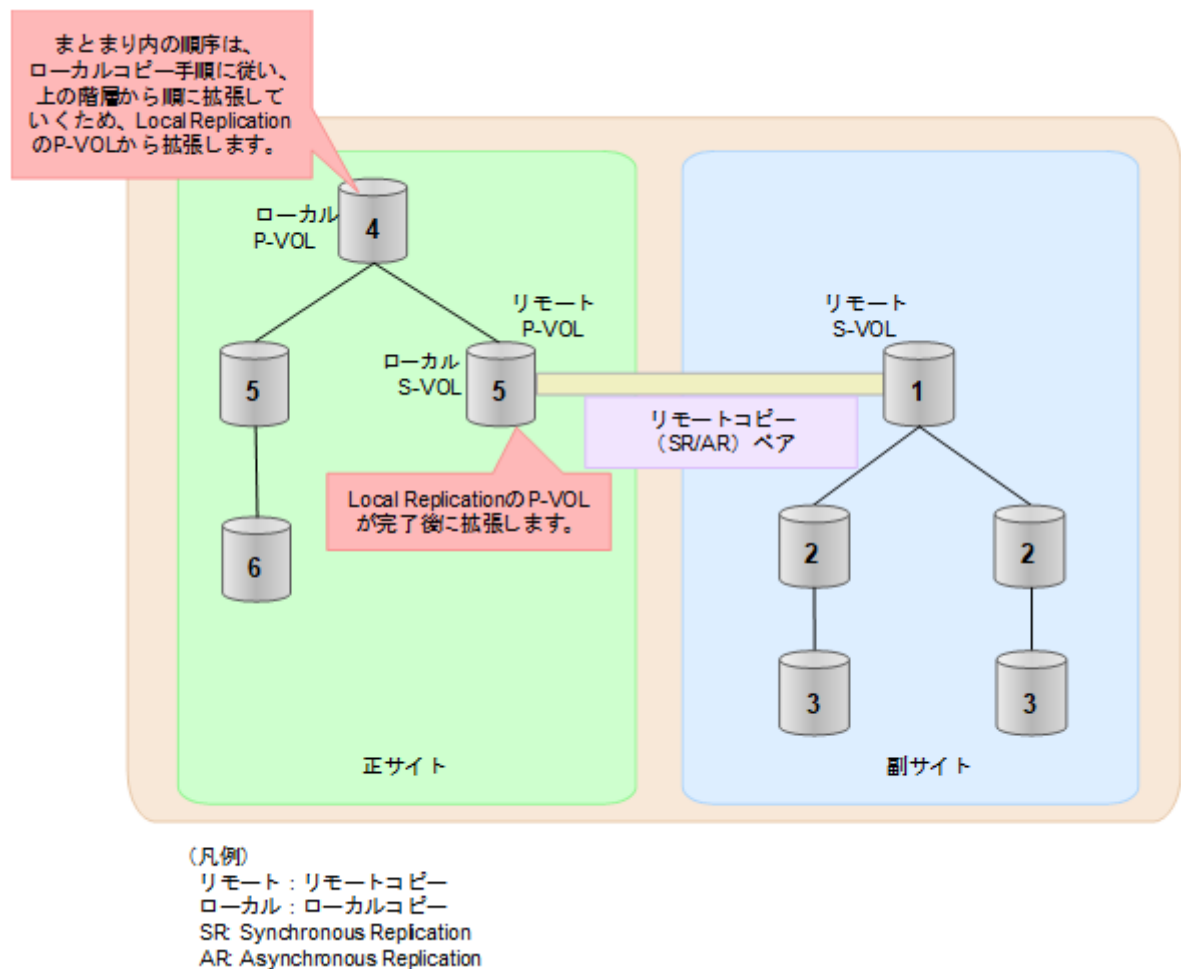 まとまり内の順序は、
ローカルコピー手順に従い、
上の階層から順に拡張して
いくため、Local Replication
のP-VOLから拡張します。
ローカル
P-VOL
4
リモート
P-VOL
リモート
S-VOL
ローカル
S-VOL
5
5
1
リモートコピー
（SR/AR）ペア
Local ReplicationのP-VOL
が完了後に拡張します。
6
2
2
3
3
正サイト
副サイト
（凡例）
リモート：リモートコピー
ローカル：ローカルコピー
SR: Synchronous Replication
AR: Asynchronous Replication